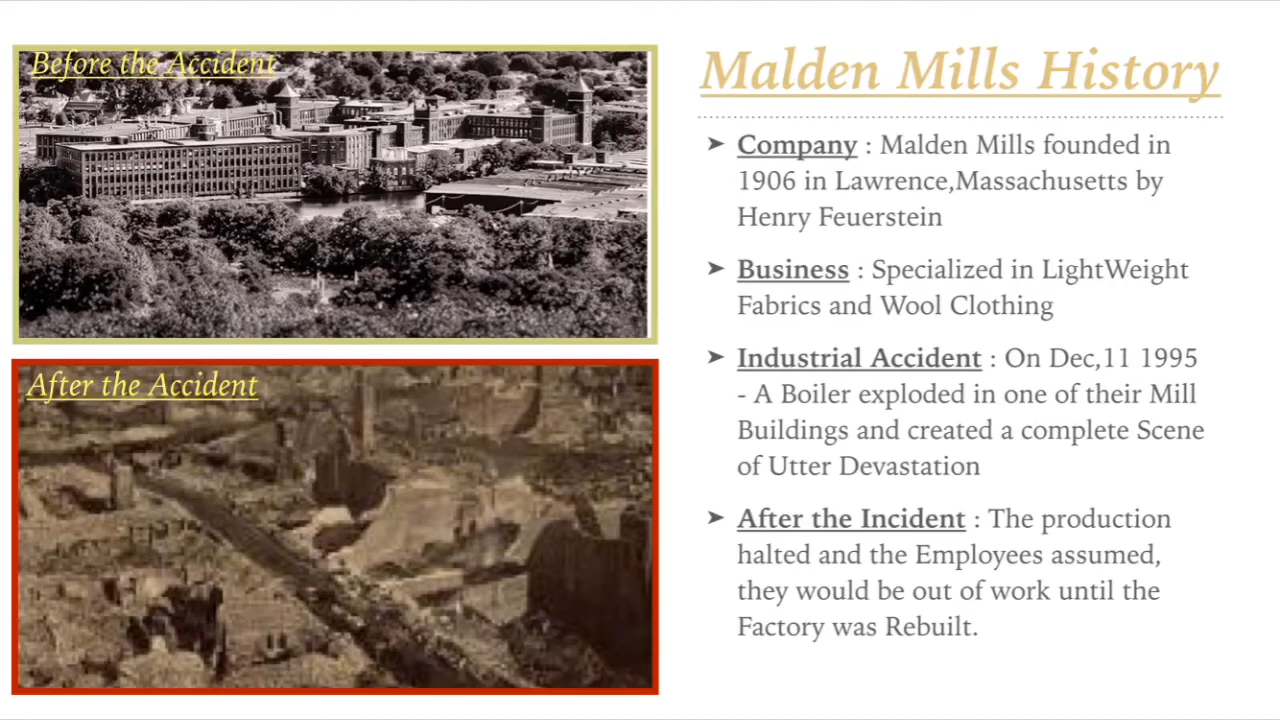 Before the Accident
After the Accident
Malden Mills History
➤ Company : Malden Mills founded in
1906 in Lawrence,Massachusetts by
Henry Feuerstein
➤ Business : Specialized in LightWeight
Fabrics and Wool Clothing
➤ Industrial Accident : On Dec,11 1995
- A Boiler exploded in one of their Mill
Buildings and created a complete Scene
of Utter Devastation
➤ After the Incident : The production
halted and the Employees assumed,
they would be out of work until the
Factory was Rebuilt.